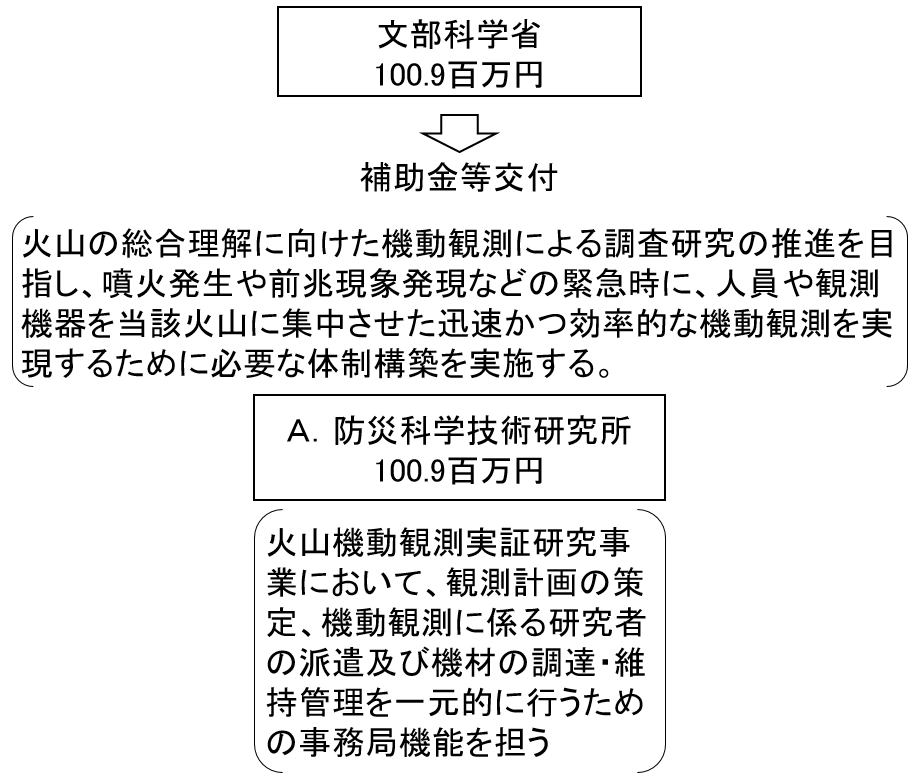 文部科学省
100.9百万円
補助金等交付
火山の総合理解に向けた機動観測による調査研究の推進を目
指し、噴火発生や前兆現象発現などの緊急時に、人員や観測
機器を当該火山に集中させた迅速かつ効率的な機動観測を実
現するために必要な体制構築を実施する。
A．防災科学技術研究所
100.9百万円
火山機動観測実証研究事
業において、観測計画の策
定、機動観測に係る研究者
の派遣及び機材の調達・維
持管理を一元的に行うため
の事務局機能を担う